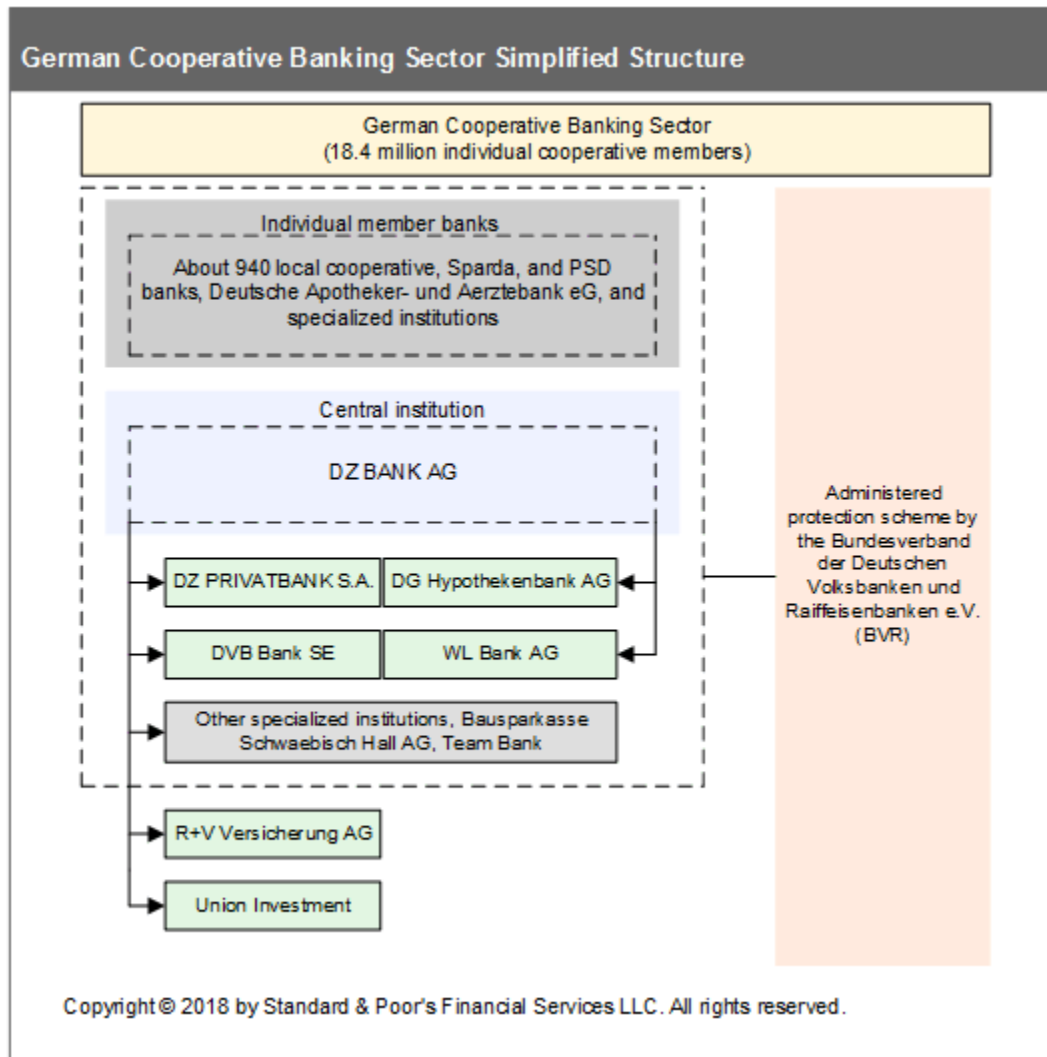 German Cooperative Banking Sector Simplified Structure
German Cooperative Banking Sector
(18.4 million individual cooperative members)
Individual member banks
About 940 local cooperative, Sparda, and PSD
banks, Deutsche Apotheker- und Aerztebank eG, and
specialized institutions
Central institution
DZ BANK AG
DZ PRIVATBANK S.A.
DG Hypothekenbank AG
DVB Bank SE
WL Bank AG
Other specialized institutions, Bausparkasse
Schwaebisch Hall AG, Team Bank
R+V Versicherung AG
Union Investment
Administered
protection scheme by
the Bundesverband
der Deutschen
Volksbanken und
Raiffeisenbanken e.V.
(BVR)
Copyright © 2018 by Standard & Poor's Financial Services LLC. All rights reserved.